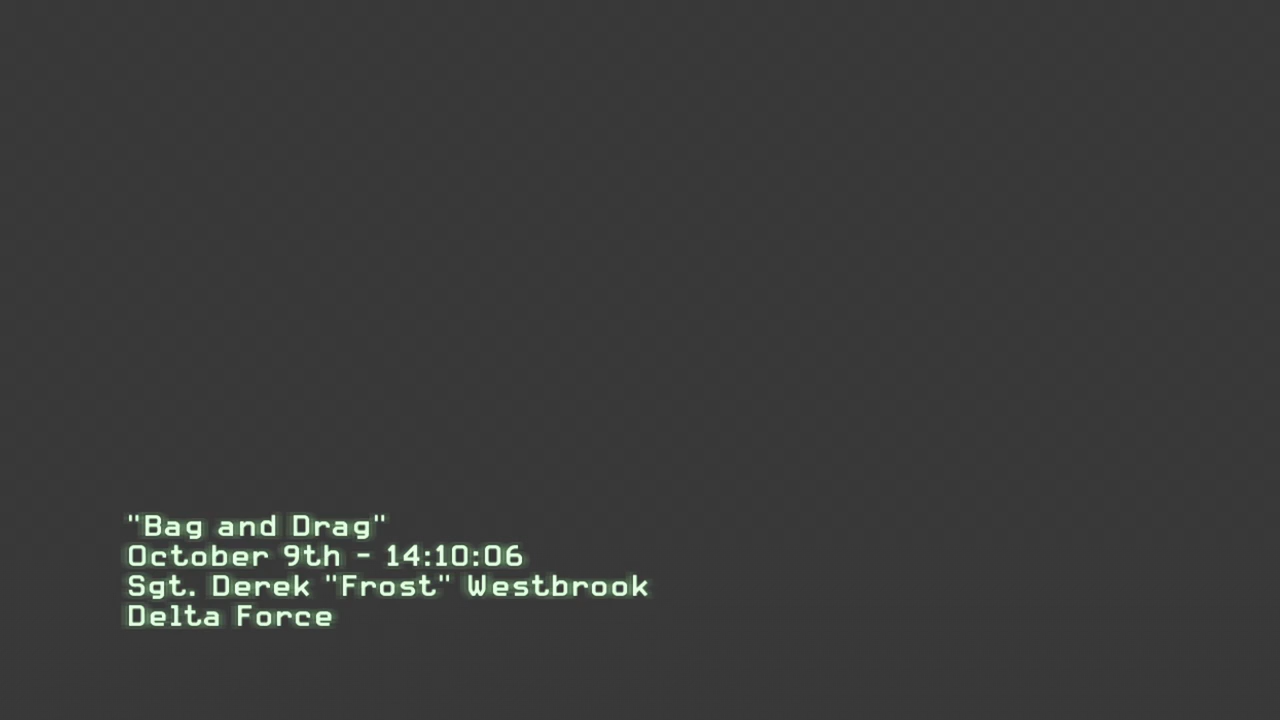 "Bag and Drag"
October 9th - 14:10:06
Sgt. Derek "Frost" Westbrook
Delta Force